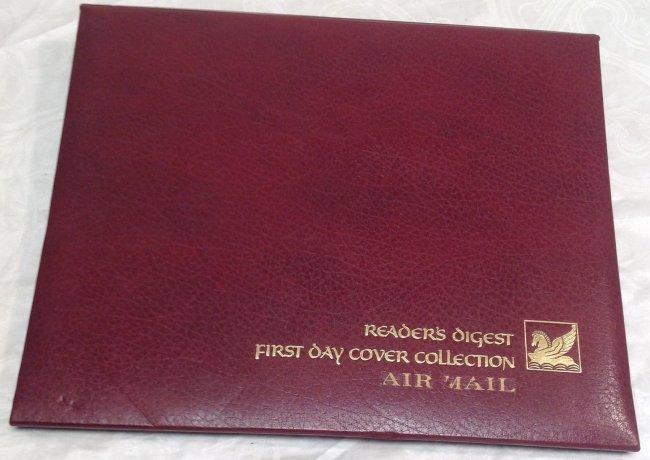 READER'S DIGEST
FIRST DAY COVER COLLECTION
AIR MAIL